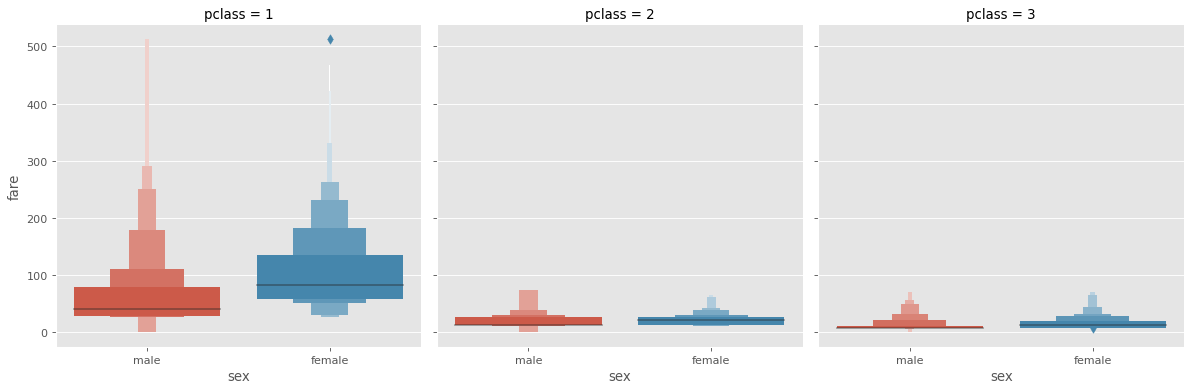 pclass = 1
pclass = 2
pclass = 3
500
400
300
200
100
0
fare
male
female
male
female
male
female
sex
sex
sex